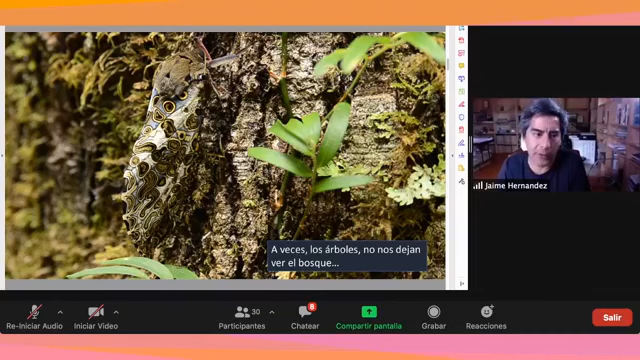 A veces, los árboles, no nos dejan
ver el bosque...
Jaime Hernandez
30
8
Re-Iniciar Audio
Iniciar Video
Participantes
Chatear
Compartir pantalla
Grabar
Reacciones
Salir